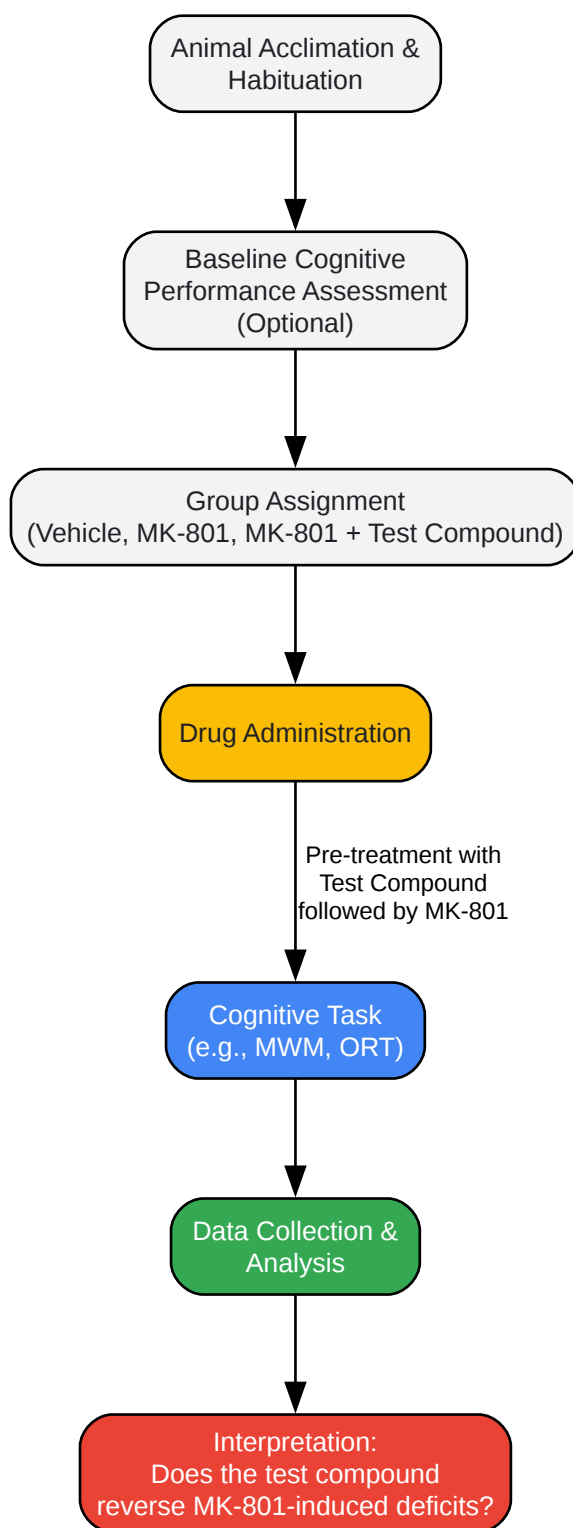 Animal Acclimation &
Habituation
Baseline Cognitive
Performance Assessment
(Optional)
Group Assignment
(Vehicle, MK-801, MK-801 + Test Compound)
Drug Administration
Pre-treatment with
Test Compound
followed by MK-801
Cognitive Task
(e.g., MWM, ORT)
Data Collection &
Analysis
Interpretation:
Does the test compound
reverse MK-801-induced deficits?